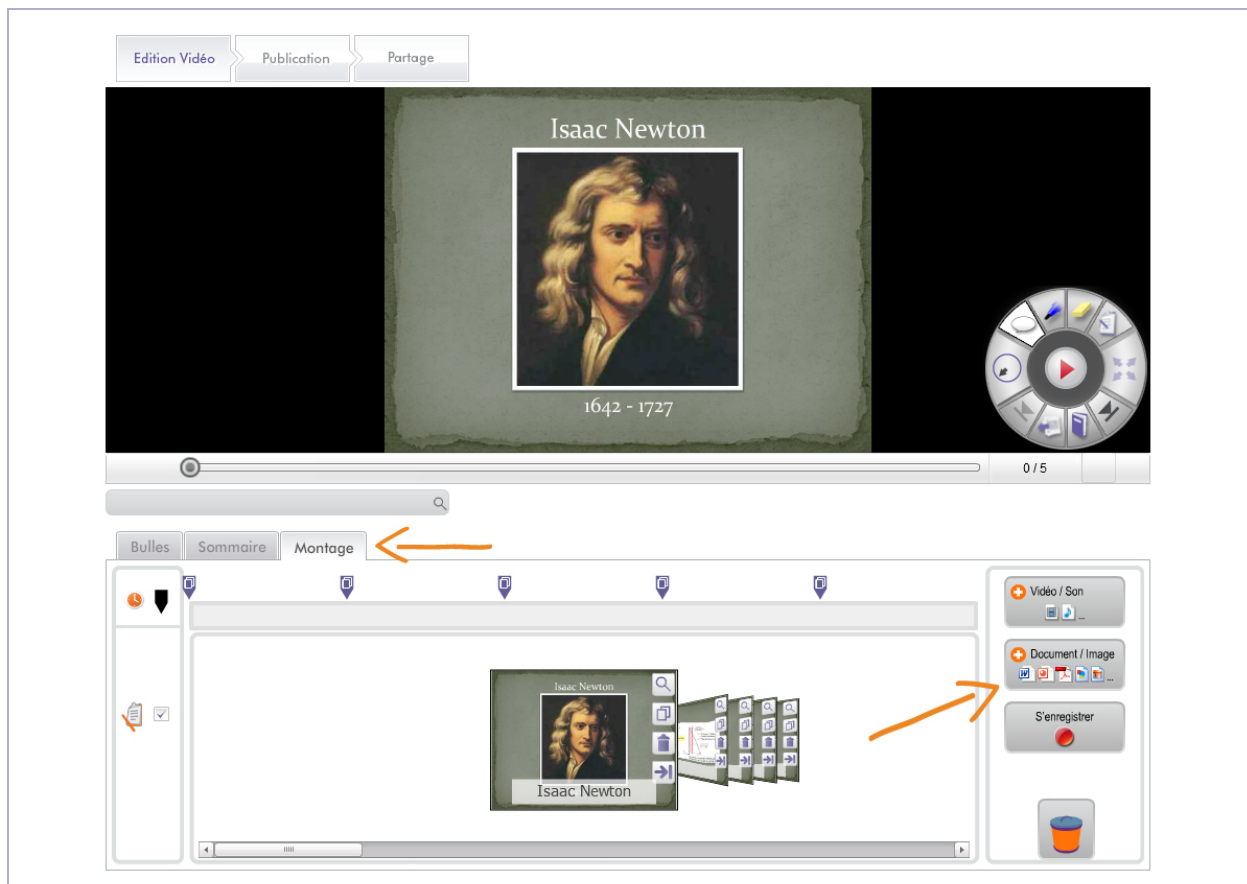 Edition Vidéo
Publication
Partage
Isaac Newton
1642 - 1727
0 / 5
Bulles
Sommaire
Montage
Vidéo / Son
...
Document / Image
...
S'enregistrer
Isaac Newton
Isaac Newton